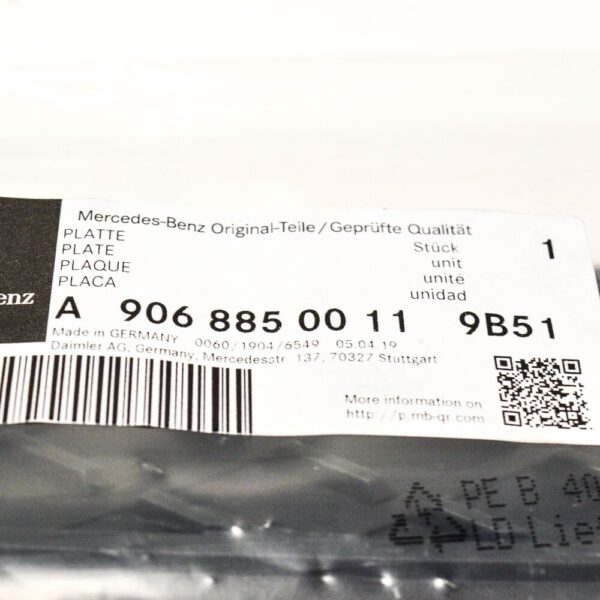 Mercedes-Benz Original-Teile/Geprüfte Qualität
PLATTE Stück 1
PLATE unit
PLAQUE unité
PLACA unidad
enz
A 906 885 00 11 9B51
Made in GERMANY 0060/1904/6549 05.04.19
Daimler AG, Germany, Mercedesstr. 137, 70327 Stuttgart
More information on
http://p.mb-qr.com
PE B 40
LD Lie